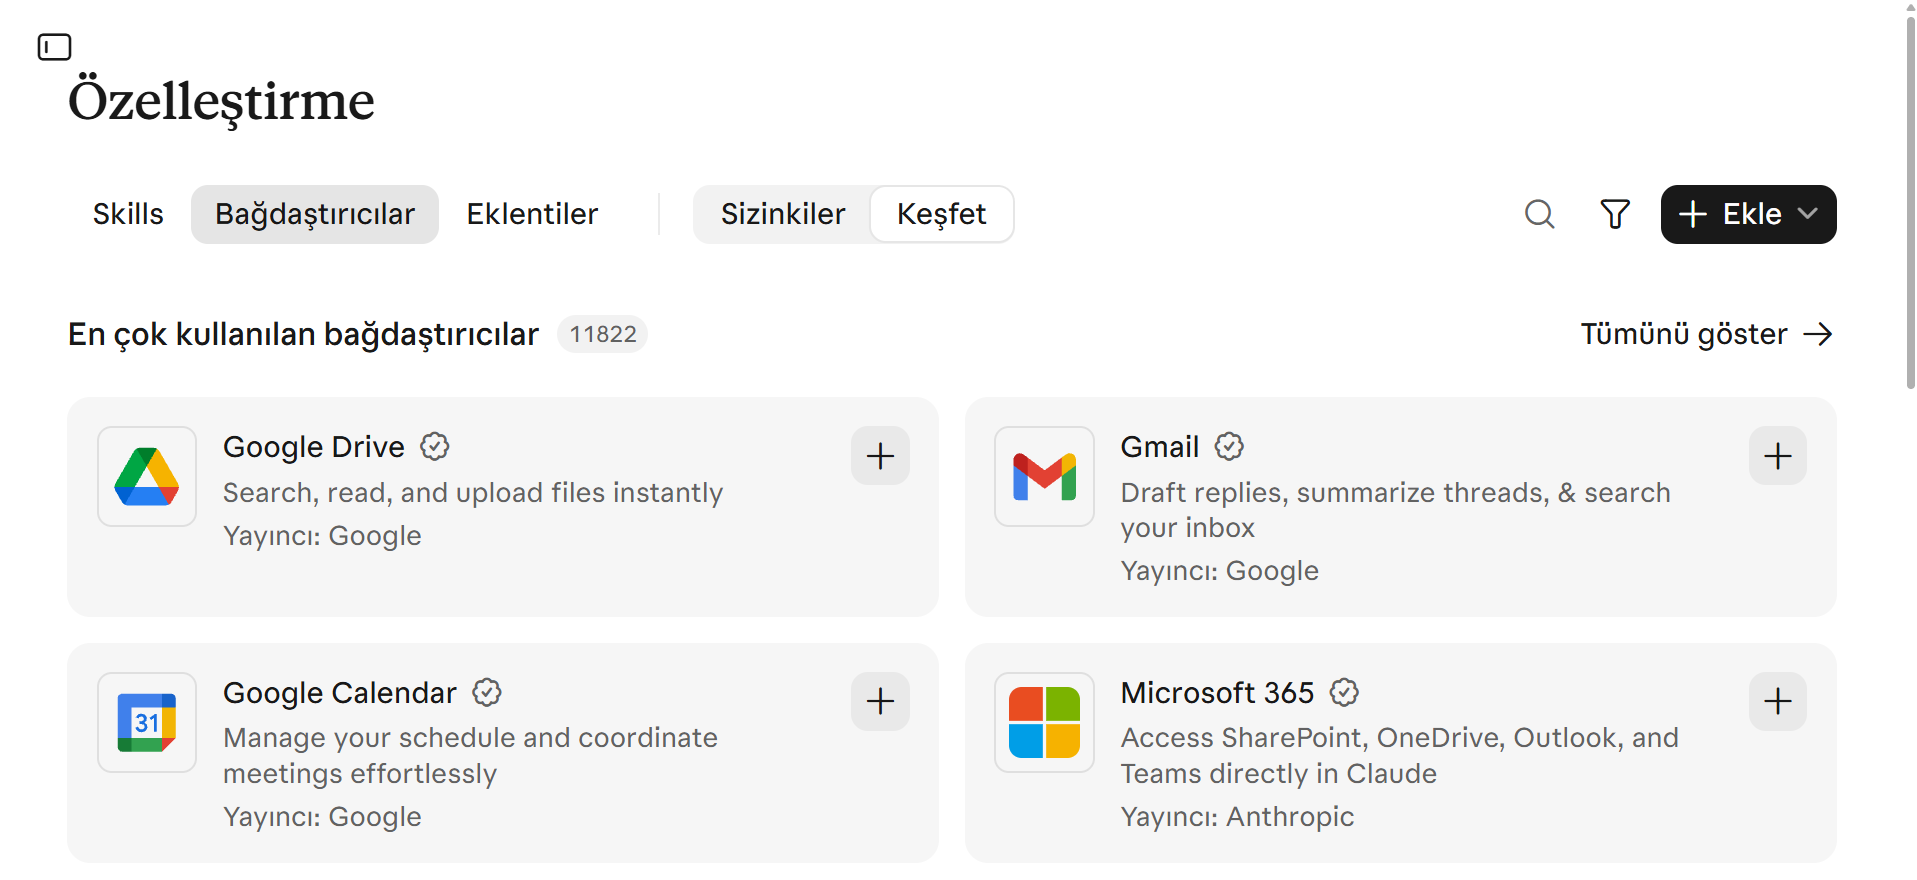 Özelleştirme
Skills
Bağdaştırıcılar
Eklentiler
Sizinkiler
Keşfet
Ekle
En çok kullanılan bağdaştırıcılar
11822
Tümünü göster
Google Drive
Search, read, and upload files instantly
Yayıncı: Google
Gmail
Draft replies, summarize threads, & search
your inbox
Yayıncı: Google
31
Google Calendar
Manage your schedule and coordinate
meetings effortlessly
Yayıncı: Google
Microsoft 365
Access SharePoint, OneDrive, Outlook, and
Teams directly in Claude
Yayıncı: Anthropic